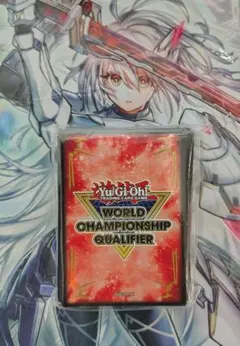 Yu-Gi-Oh!
TRADING CARD GAME
WORLD
CHAMPIONSHIP
QUALIFIER